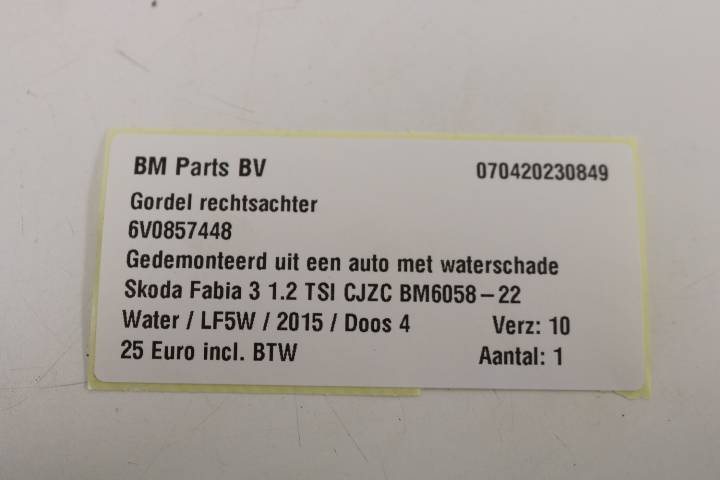 BM Parts BV 070420230849
Gordel rechtsachter
6V0857448
Gedemonteerd uit een auto met waterschade
Skoda Fabia 3 1.2 TSI CJZC BM6058-22
Water / LF5W / 2015 / Doos 4 Verz: 10
25 Euro incl. BTW Aantal: 1